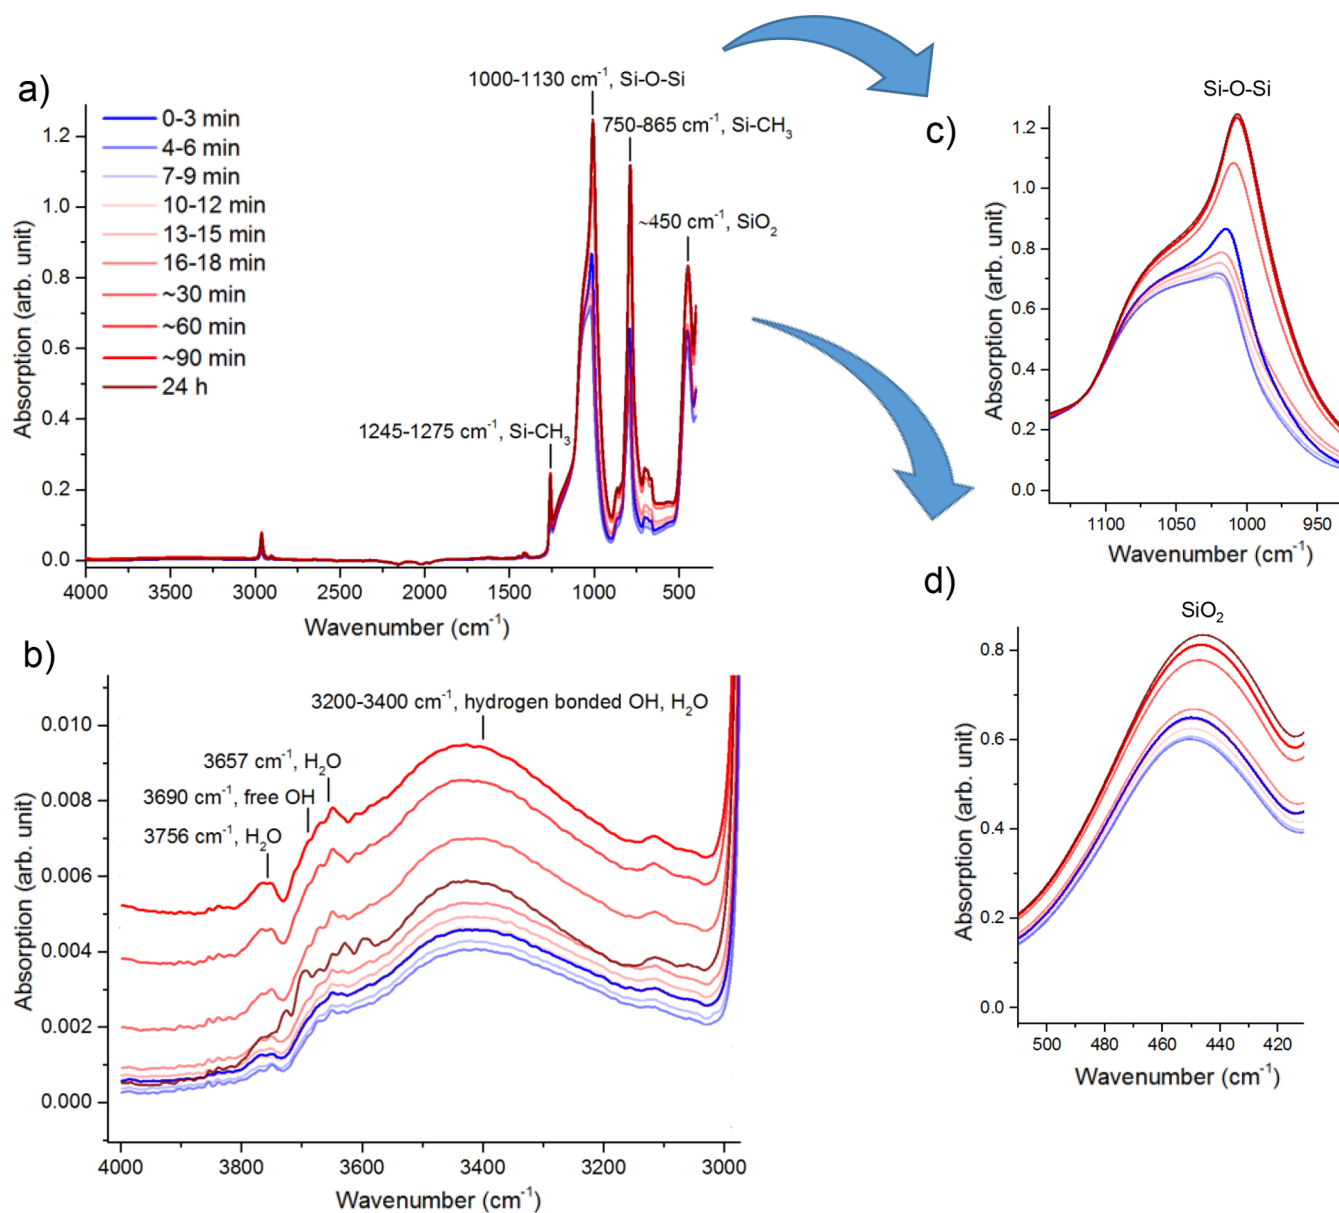 a)
1000-1130 cm⁻¹, Si-O-Si
750-865 cm⁻¹, Si-CH₃
~450 cm⁻¹, SiO₂
1245-1275 cm⁻¹, Si-CH₃
0-3 min
4-6 min
7-9 min
10-12 min
13-15 min
16-18 min
~30 min
~60 min
~90 min
24 h
Absorption (arb. unit)
1.2
1.0
0.8
0.6
0.4
0.2
0.0
4000 3500 3000 2500 2000 1500 1000 500
Wavenumber (cm⁻¹)
c)
Si-O-Si
Absorption (arb. unit)
1.2
1.0
0.8
0.6
0.4
0.2
0.0
1100 1050 1000 950
Wavenumber (cm⁻¹)
b)
3200-3400 cm⁻¹, hydrogen bonded OH, H₂O
3657 cm⁻¹, H₂O
3690 cm⁻¹, free OH
3756 cm⁻¹, H₂O
Absorption (arb. unit)
0.010
0.008
0.006
0.004
0.002
0.000
4000 3800 3600 3400 3200 3000
Wavenumber (cm⁻¹)
d)
SiO₂
Absorption (arb. unit)
0.8
0.6
0.4
0.2
0.0
500 480 460 440 420
Wavenumber (cm⁻¹)